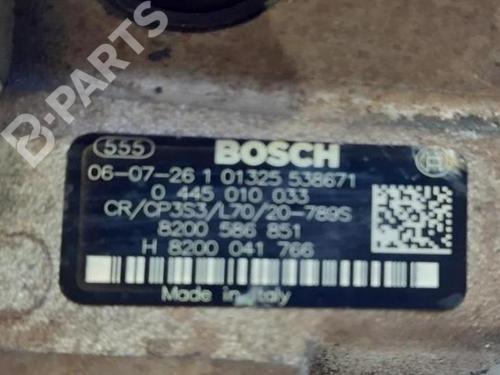 B-PARTS
555 BOSCH
06-07-26 1 01325 538671
0 445 010 033
CR/CP3S3/L70/20-789S
8200 586 851
H 8200 041 766
Made in Italy
B-PARTS